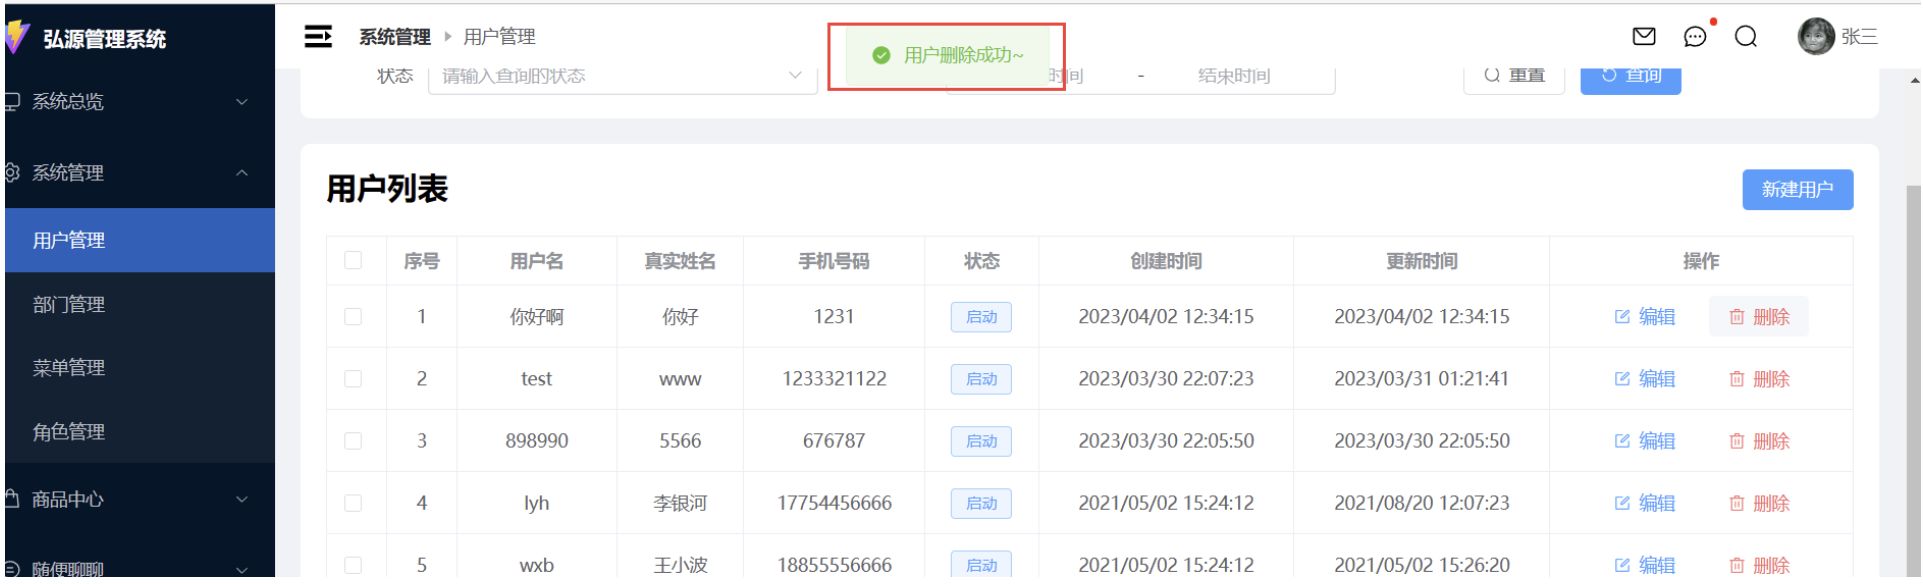 弘源管理系统
系统管理 用户管理
用户删除成功~
张三
状态 请输入查询的状态 时间 - 结束时间 重置 查询
系统总览
系统管理
用户管理
部门管理
菜单管理
角色管理
商品中心
随便聊聊
用户列表
新建用户
序号 用户名 真实姓名 手机号码 状态 创建时间 更新时间 操作
1 你好啊 你好 1231 启动 2023/04/02 12:34:15 2023/04/02 12:34:15 编辑 删除
2 test www 1233321122 启动 2023/03/30 22:07:23 2023/03/31 01:21:41 编辑 删除
3 898990 5566 676787 启动 2023/03/30 22:05:50 2023/03/30 22:05:50 编辑 删除
4 lyh 李银河 17754456666 启动 2021/05/02 15:24:12 2021/08/20 12:07:23 编辑 删除
5 wxb 王小波 18855556666 启动 2021/05/02 15:24:12 2021/05/02 15:26:20 编辑 删除